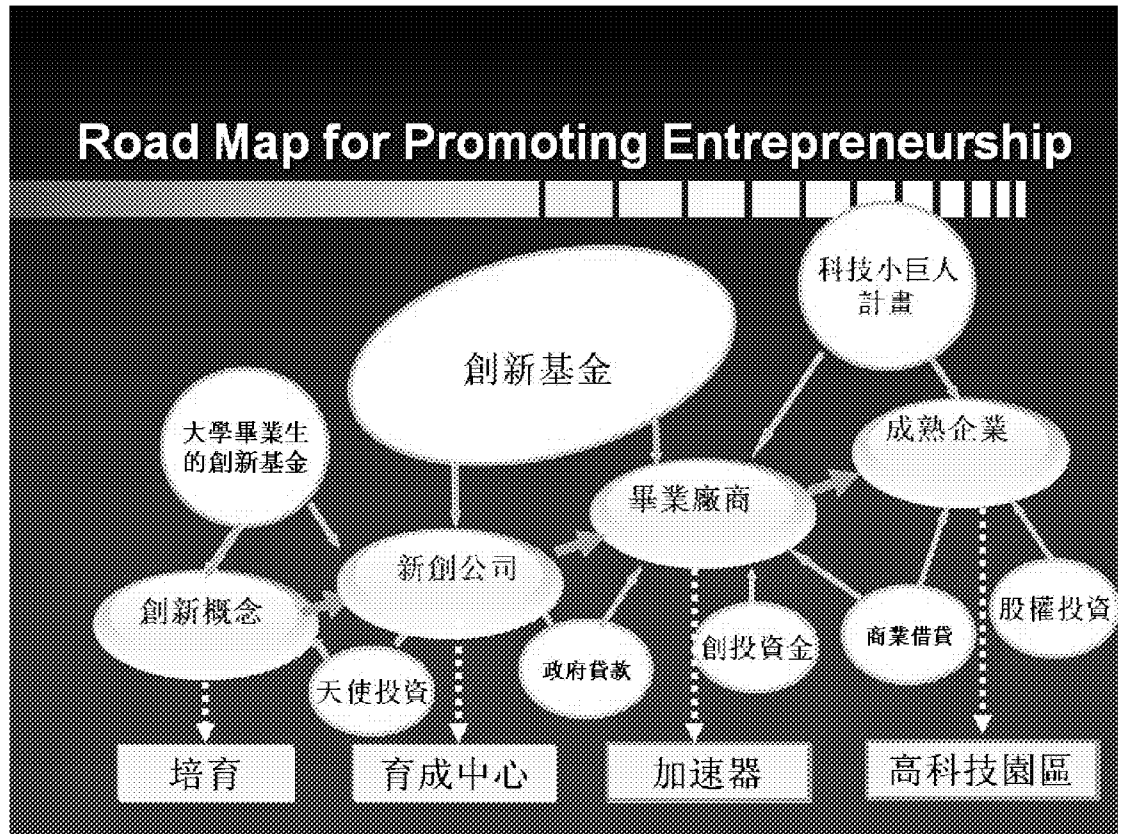 Road Map for Promoting Entrepreneurship
科技小巨人
計畫
創新基金
大學畢業生
的創新基金
成熟企業
畢業廠商
新創公司
創新概念
股權投資
商業借貸
創投資金
政府貸款
天使投資
培育
育成中心
加速器
高科技園區